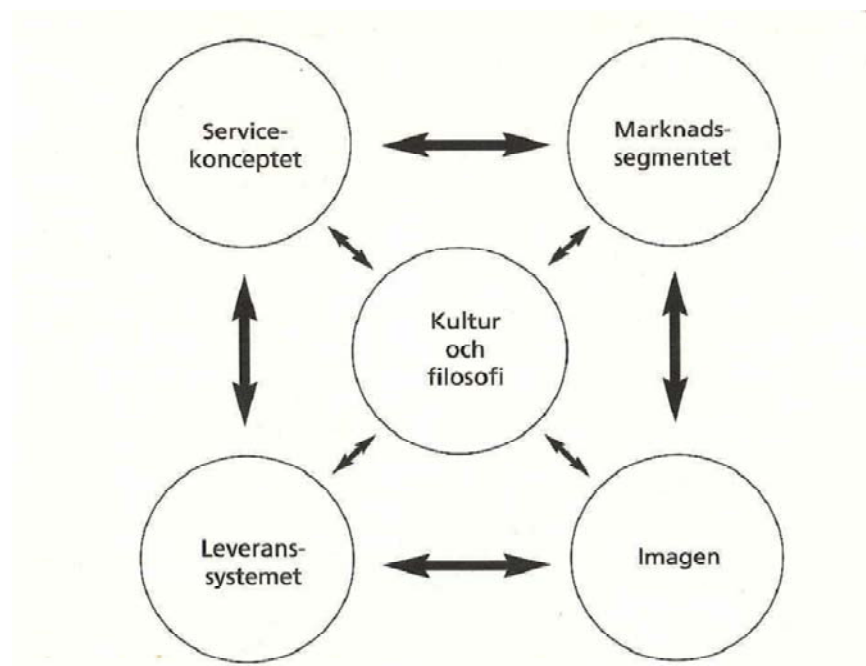 Service-
konceptet
Marknads-
segmentet
Kultur
och
filosofi
Leverans-
systemet
Imagen